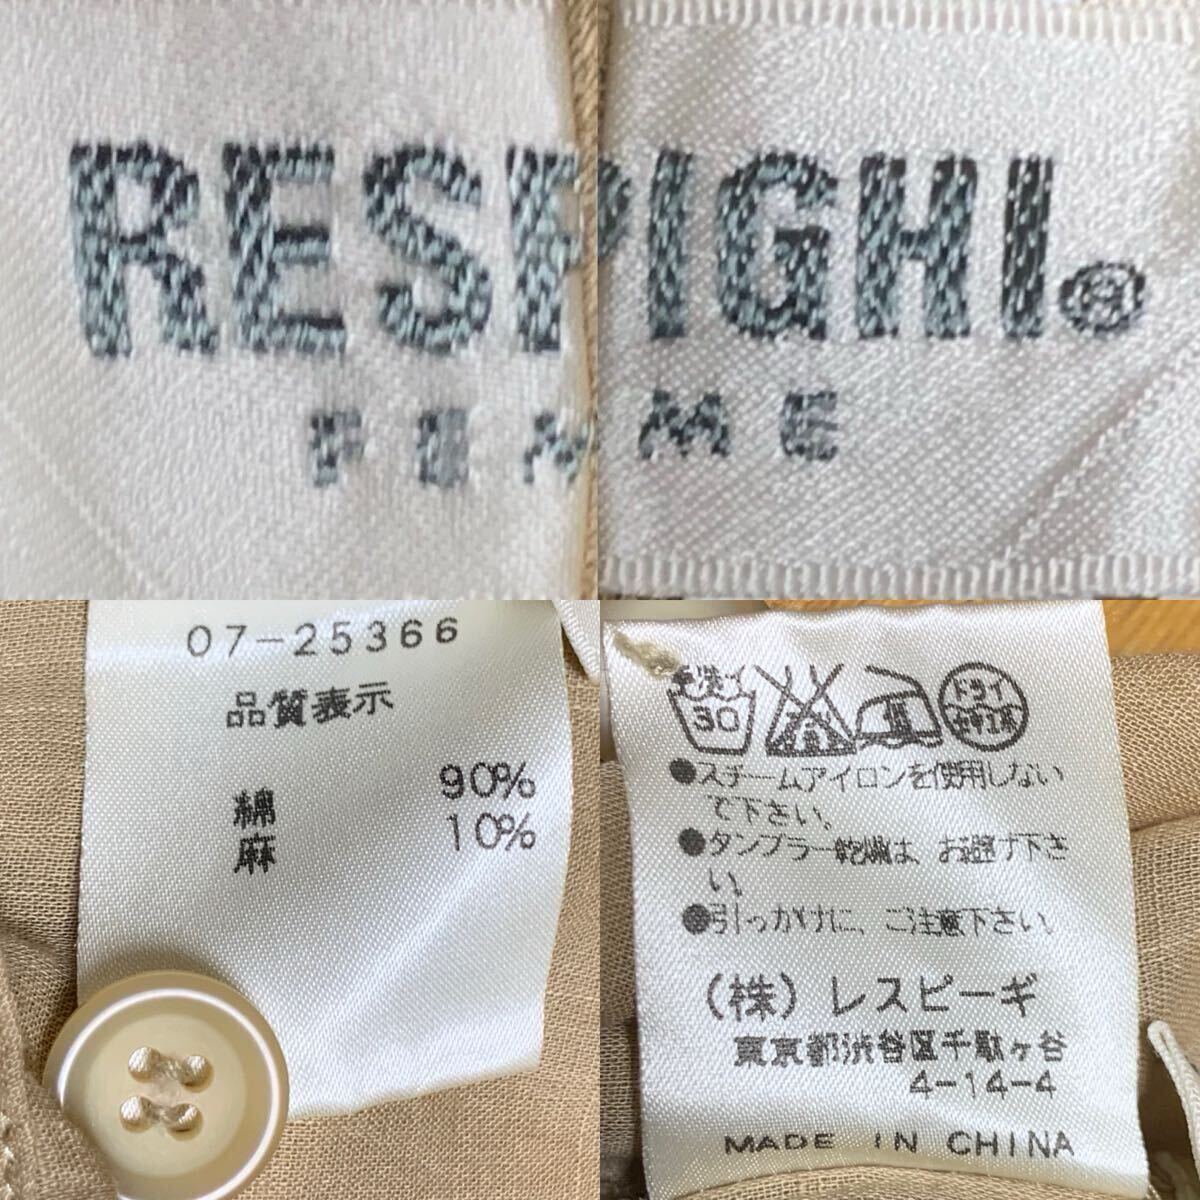 RESPIGHI®
FEMME
07-25366
品質表示
綿 90%
麻 10%
手洗イ
30
ドライ
●スチームアイロンを使用しない
で下さい。
●タンブラー乾燥は、お避け下さ
い。
●引っかけに、ご注意下さい。
(株)レスピーギ
東京都渋谷区千駄ヶ谷
4-14-4
MADE IN CHINA